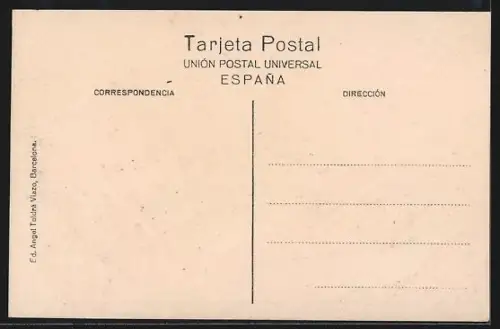 Tarjeta Postal
UNIÓN POSTAL UNIVERSAL
ESPAÑA
CORRESPONDENCIA
DIRECCIÓN
Ed. Angel Toldrá Viazo, Barcelona.